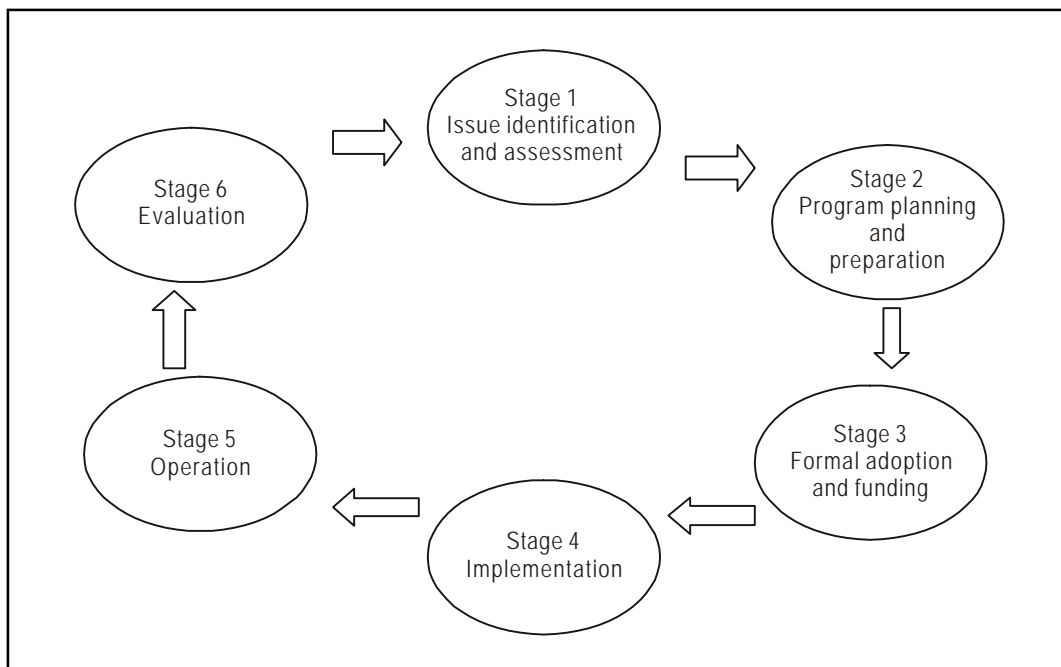 Stage 1
Issue identification
and assessment
Stage 2
Program planning
and
preparation
Stage 3
Formal adoption
and funding
Stage 4
Implementation
Stage 5
Operation
Stage 6
Evaluation